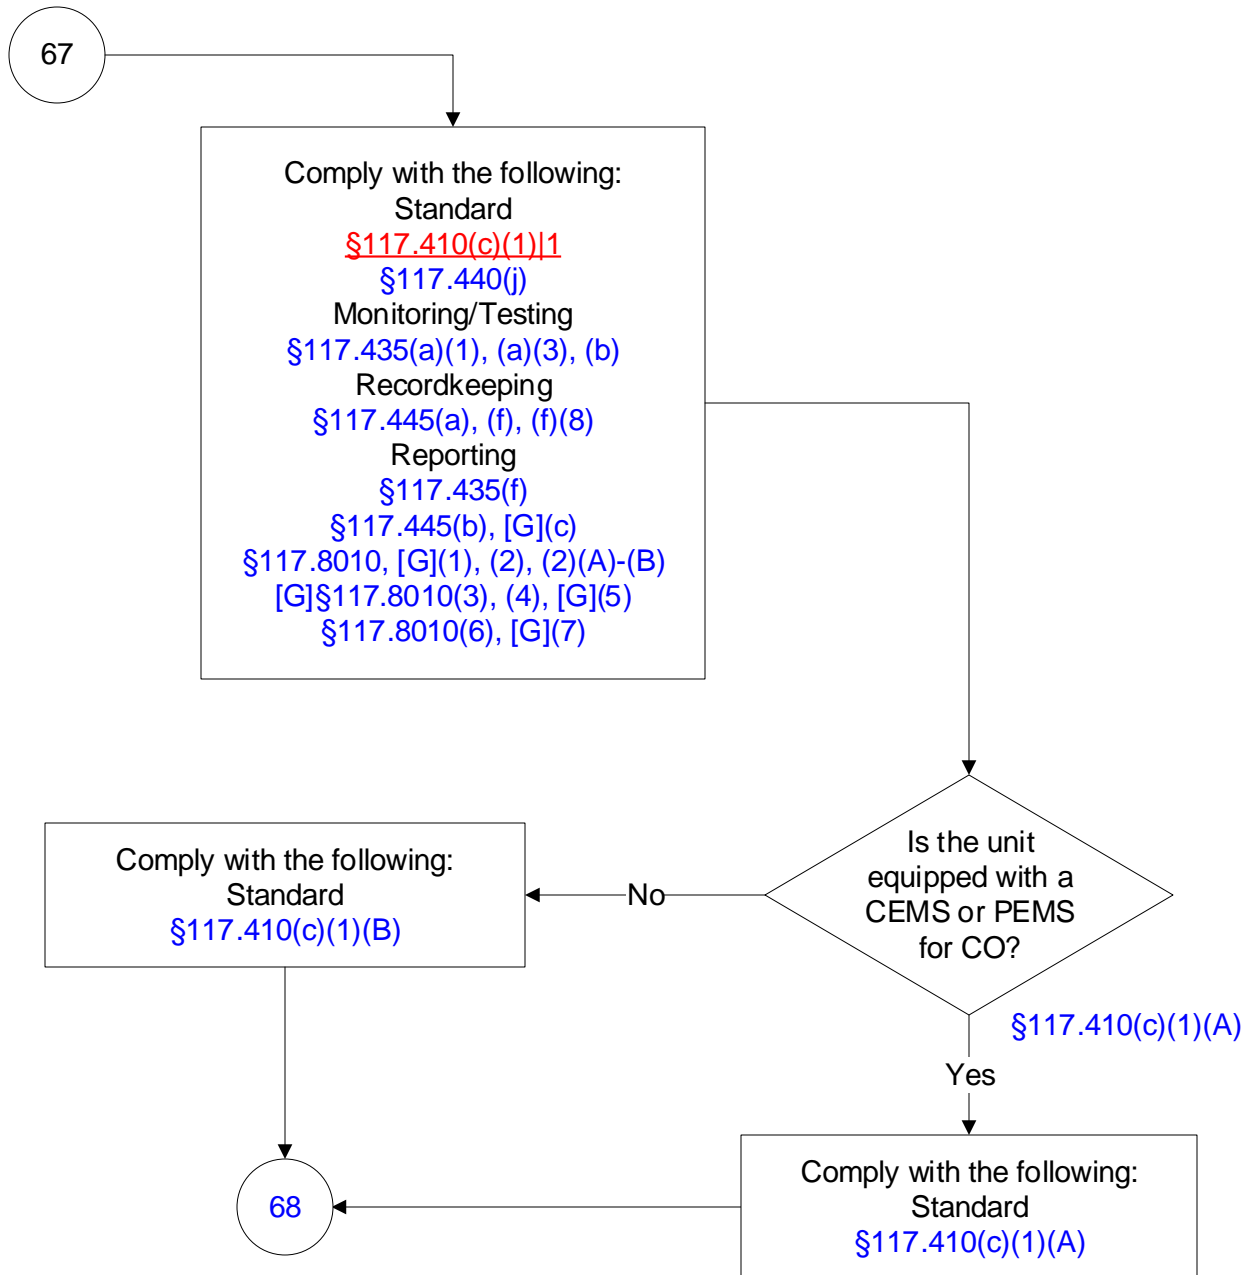 67
Comply with the following:
Standard
§117.410(c)(1)|1
§117.440(j)
Monitoring/Testing
§117.435(a)(1), (a)(3), (b)
Recordkeeping
§117.445(a), (f), (f)(8)
Reporting
§117.435(f)
§117.445(b), [G](c)
§117.8010, [G](1), (2), (2)(A)-(B)
[G]§117.8010(3), (4), [G](5)
§117.8010(6), [G](7)
Is the unit
equipped with a
CEMS or PEMS
for CO?
No
Comply with the following:
Standard
§117.410(c)(1)(B)
§117.410(c)(1)(A)
Yes
Comply with the following:
Standard
§117.410(c)(1)(A)
68